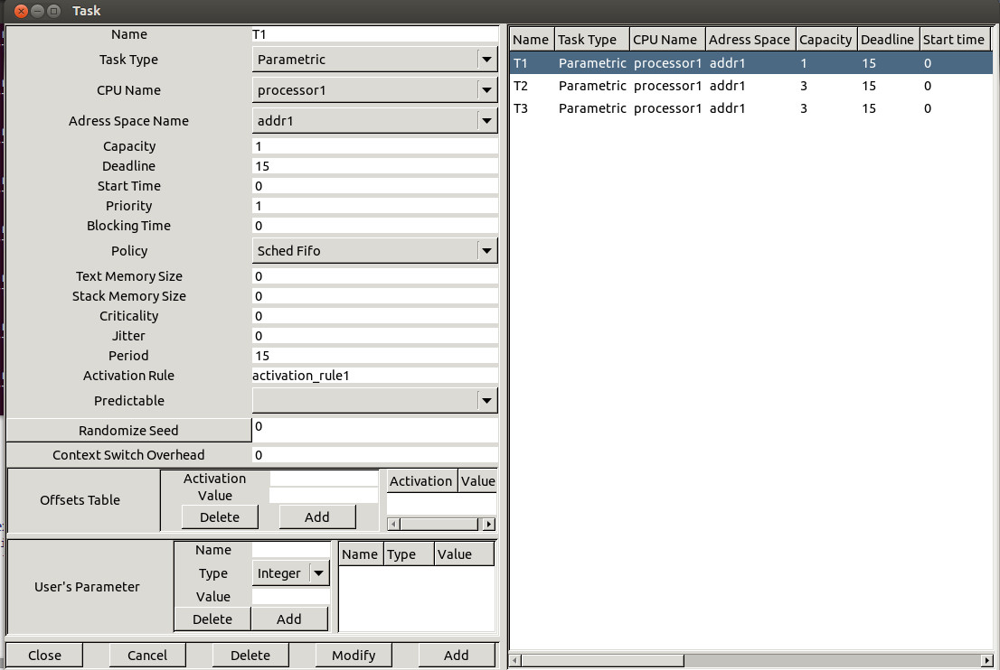 Task
Name T1
Task Type Parametric
CPU Name processor1
Adress Space Name addr1
Capacity 1
Deadline 15
Start Time 0
Priority 1
Blocking Time 0
Policy Sched Fifo
Text Memory Size 0
Stack Memory Size 0
Criticality 0
Jitter 0
Period 15
Activation Rule activation_rule1
Predictable
Randomize Seed 0
Context Switch Overhead 0
Offsets Table
Activation
Value
Delete Add
Activation Value
User's Parameter
Name
Type Integer
Value
Delete Add
Name Type Value
Close Cancel Delete Modify Add
Name Task Type CPU Name Adress Space Capacity Deadline Start time
T1 Parametric processor1 addr1 1 15 0
T2 Parametric processor1 addr1 3 15 0
T3 Parametric processor1 addr1 3 15 0